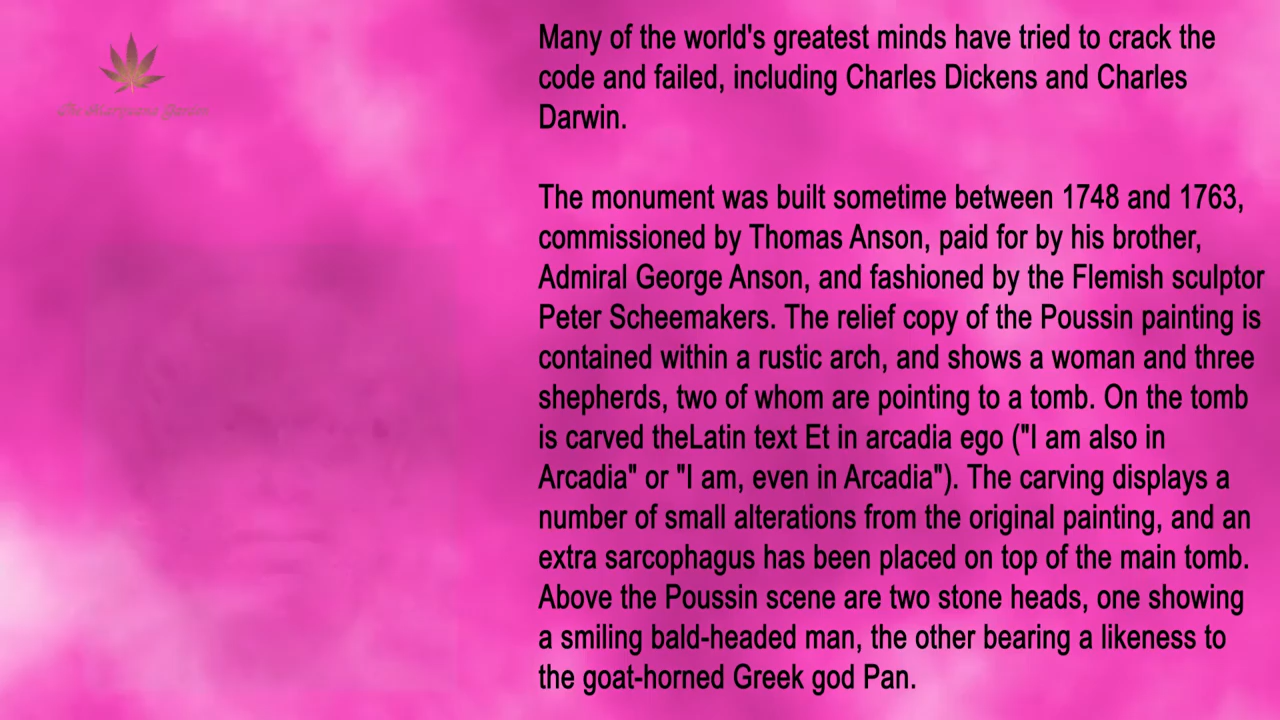 The Marijuana Garden
Many of the world's greatest minds have tried to crack the
code and failed, including Charles Dickens and Charles
Darwin.
The monument was built sometime between 1748 and 1763,
commissioned by Thomas Anson, paid for by his brother,
Admiral George Anson, and fashioned by the Flemish sculptor
Peter Scheemakers. The relief copy of the Poussin painting is
contained within a rustic arch, and shows a woman and three
shepherds, two of whom are pointing to a tomb. On the tomb
is carved theLatin text Et in arcadia ego ("I am also in
Arcadia" or "I am, even in Arcadia"). The carving displays a
number of small alterations from the original painting, and an
extra sarcophagus has been placed on top of the main tomb.
Above the Poussin scene are two stone heads, one showing
a smiling bald-headed man, the other bearing a likeness to
the goat-horned Greek god Pan.